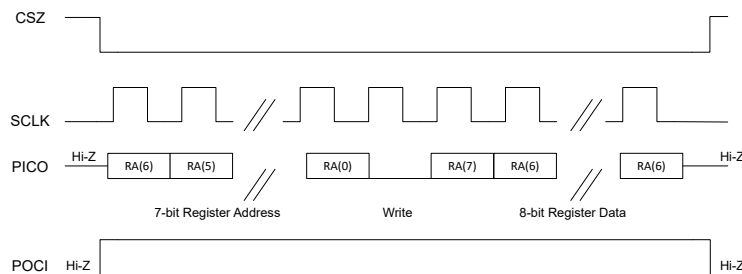 CSZ
SCLK
PICO Hi-Z RA(6) RA(5) RA(0) RA(7) RA(6) RA(6) Hi-Z
7-bit Register Address Write 8-bit Register Data
POCI Hi-Z Hi-Z